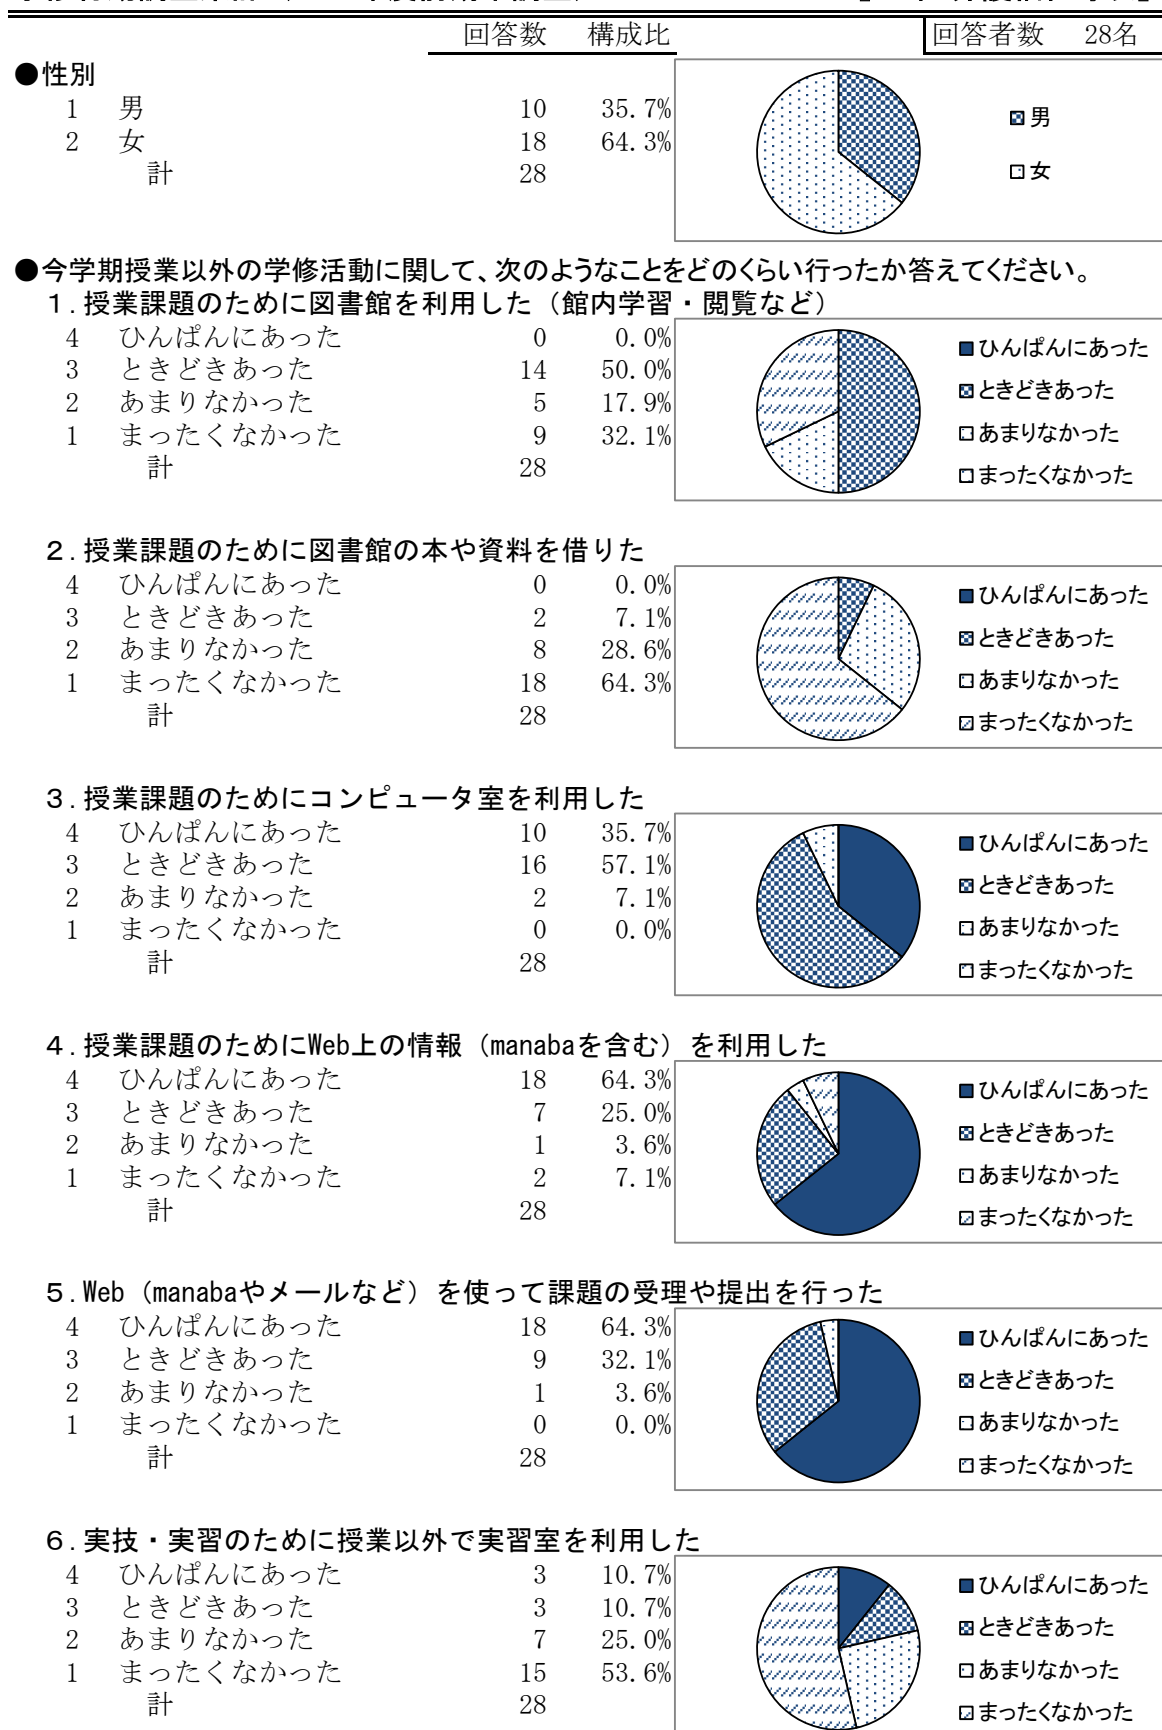 回答数 構成比 回答者数 28名
●性別
1 男 10 35.7%
2 女 18 64.3%
計 28
男
女
●今学期授業以外の学修活動に関して、次のようなことをどのくらい行ったか答えてください。
１.授業課題のために図書館を利用した（館内学習・閲覧など）
4 ひんぱんにあった 0 0.0%
3 ときどきあった 14 50.0%
2 あまりなかった 5 17.9%
1 まったくなかった 9 32.1%
計 28
ひんぱんにあった
ときどきあった
あまりなかった
まったくなかった
２.授業課題のために図書館の本や資料を借りた
4 ひんぱんにあった 0 0.0%
3 ときどきあった 2 7.1%
2 あまりなかった 8 28.6%
1 まったくなかった 18 64.3%
計 28
ひんぱんにあった
ときどきあった
あまりなかった
まったくなかった
３.授業課題のためにコンピュータ室を利用した
4 ひんぱんにあった 10 35.7%
3 ときどきあった 16 57.1%
2 あまりなかった 2 7.1%
1 まったくなかった 0 0.0%
計 28
ひんぱんにあった
ときどきあった
あまりなかった
まったくなかった
４.授業課題のためにWeb上の情報（manabaを含む）を利用した
4 ひんぱんにあった 18 64.3%
3 ときどきあった 7 25.0%
2 あまりなかった 1 3.6%
1 まったくなかった 2 7.1%
計 28
ひんぱんにあった
ときどきあった
あまりなかった
まったくなかった
５.Web（manabaやメールなど）を使って課題の受理や提出を行った
4 ひんぱんにあった 18 64.3%
3 ときどきあった 9 32.1%
2 あまりなかった 1 3.6%
1 まったくなかった 0 0.0%
計 28
ひんぱんにあった
ときどきあった
あまりなかった
まったくなかった
６.実技・実習のために授業以外で実習室を利用した
4 ひんぱんにあった 3 10.7%
3 ときどきあった 3 10.7%
2 あまりなかった 7 25.0%
1 まったくなかった 15 53.6%
計 28
ひんぱんにあった
ときどきあった
あまりなかった
まったくなかった